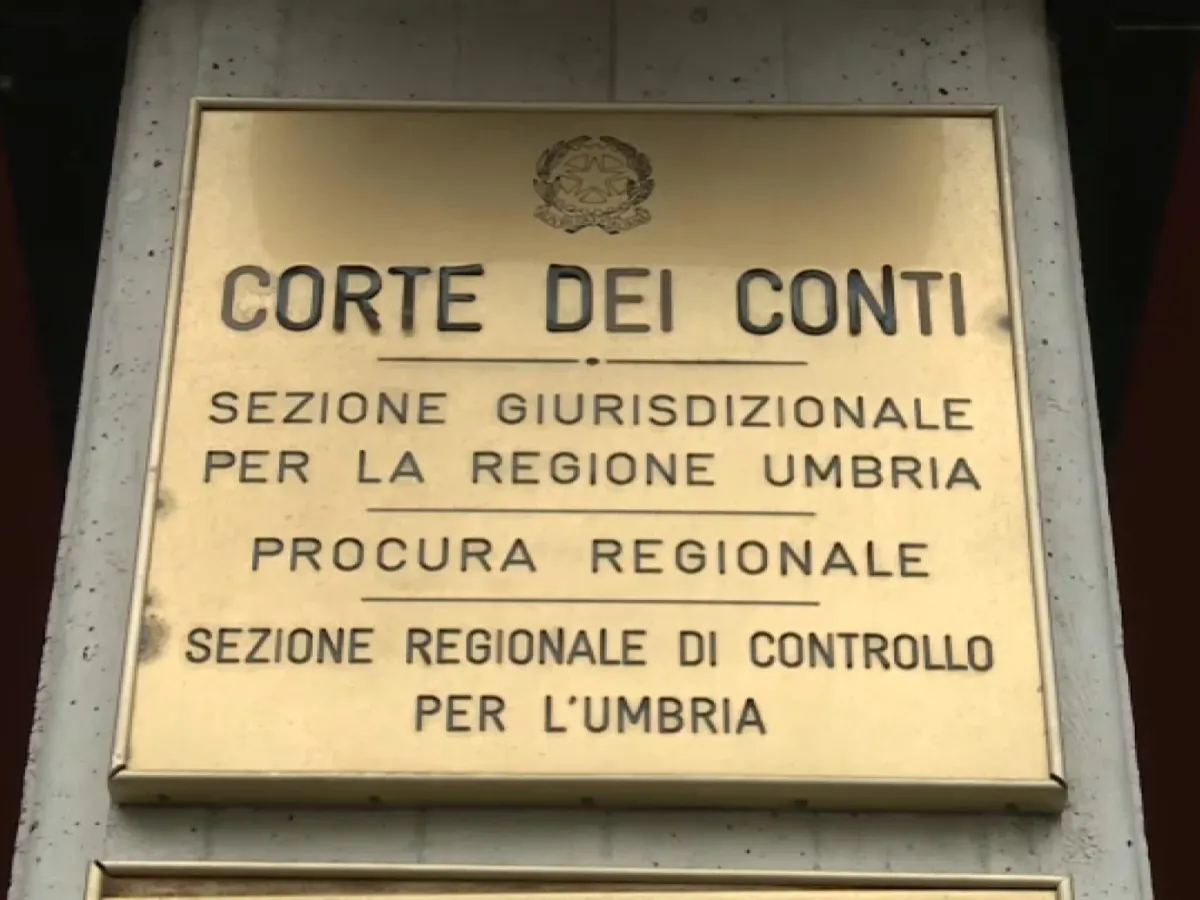 CORTE DEI CONTI
SEZIONE GIURISDIZIONALE
PER LA REGIONE UMBRIA
PROCURA REGIONALE
SEZIONE REGIONALE DI CONTROLLO
PER L'UMBRIA